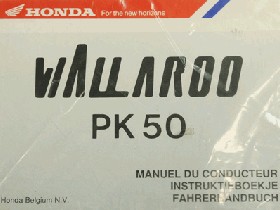 HONDA For the new horizons
WALLAROO
PK 50
MANUEL DU CONDUCTEUR
INSTRUKTIEBOEKJE
Honda Belgium N.V. FAHRERHANDBUCH